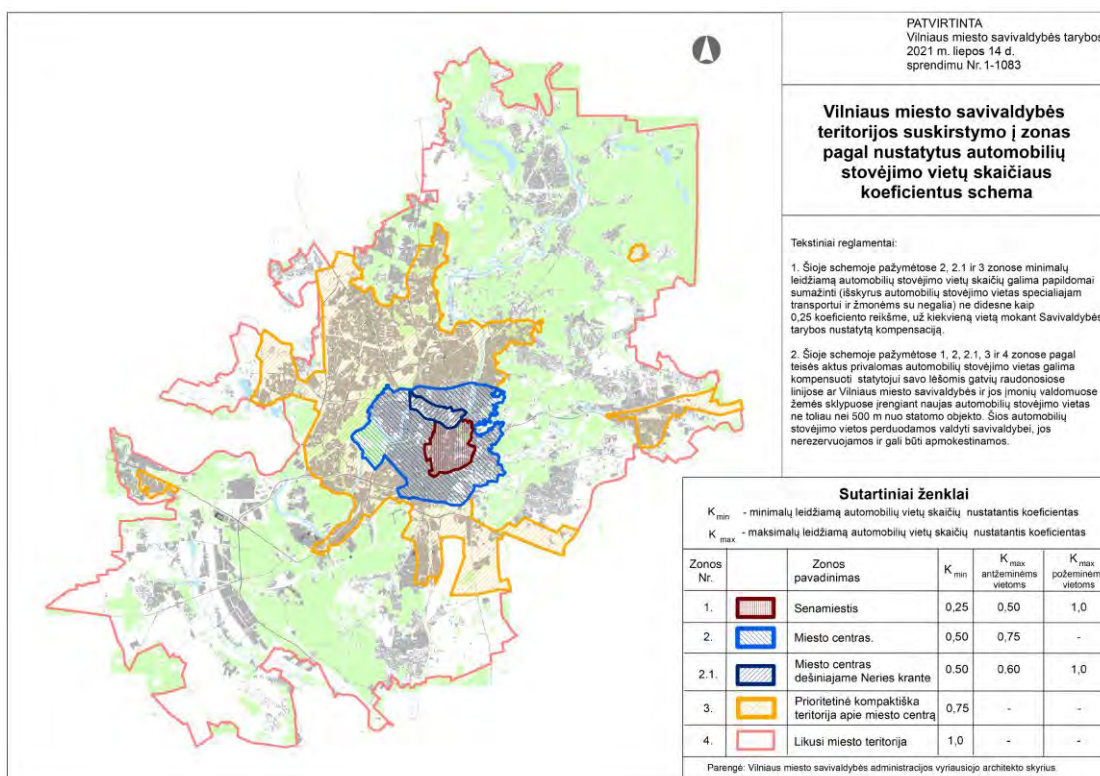 PATVIRTINTA
Vilniaus miesto savivaldybės tarybos
2021 m. liepos 14 d.
sprendimu Nr. 1-1083
Vilniaus miesto savivaldybės
teritorijos suskirstymo į zonas
pagal nustatytus automobilių
stovėjimo vietų skaičiaus
koeficientus schema
Tekstiniai reglamentai:
1. Šioje schemoje pažymėtose 2, 2.1 ir 3 zonose minimalų
leidžiamą automobilių stovėjimo vietų skaičių galima papildomai
sumažinti (išskyrus automobilių stovėjimo vietas specialiajam
transportui ir žmonėms su negalia) ne didesne kaip
0,25 koeficiento reikšme, už kiekvieną vietą mokant Savivaldybės
tarybos nustatytą kompensaciją.
2. Šioje schemoje pažymėtose 1, 2, 2.1, 3 ir 4 zonose pagal
teisės aktus privalomas automobilių stovėjimo vietas galima
kompensuoti statytojui savo lėšomis gatvių raudonosiose
linijose ar Vilniaus miesto savivaldybės ir jos įmonių valdomuose
žemės sklypuose įrengiant naujas automobilių stovėjimo vietas
ne toliau nei 500 m nuo statomo objekto. Šios automobilių
stovėjimo vietos perduodamos valdyti savivaldybei, jos
nerezervuojamos ir gali būti apmokestinamos.
Sutartiniai ženklai
K min - minimalų leidžiamą automobilių vietų skaičių nustatantis koeficientas
K max - maksimalų leidžiamą automobilių vietų skaičių nustatantis koeficientas
Zonos Nr. Zonos pavadinimas K min K max antžeminėms vietoms K max požeminėms vietoms
1. Senamiestis 0,25 0,50 1,0
2. Miesto centras. 0,50 0,75 -
2.1. Miesto centras dešiniajame Neries krante 0.50 0.60 1,0
3. Prioritetinė kompaktiška teritorija apie miesto centrą 0,75 - -
4. Likusi miesto teritorija 1,0 - -
Parengė: Vilniaus miesto savivaldybės administracijos vyriausiojo architekto skyrius